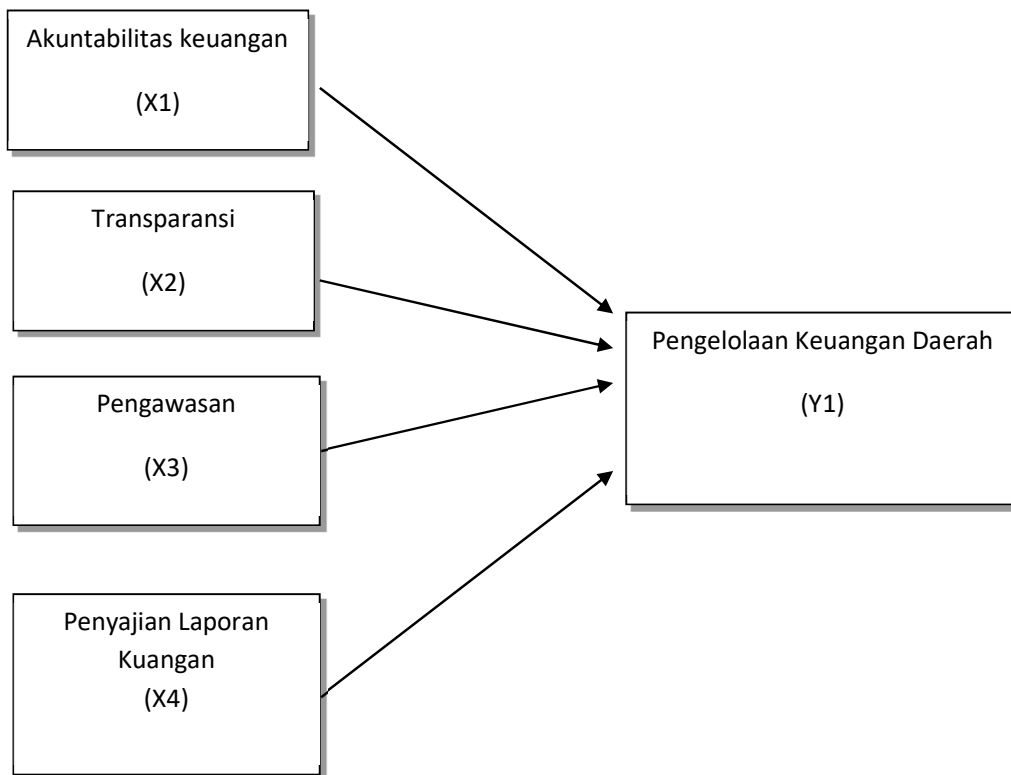 Akuntabilitas keuangan
(X1)
Transparansi
(X2)
Pengelolaan Keuangan Daerah
(Y1)
Pengawasan
(X3)
Penyajian Laporan
Kuangan
(X4)